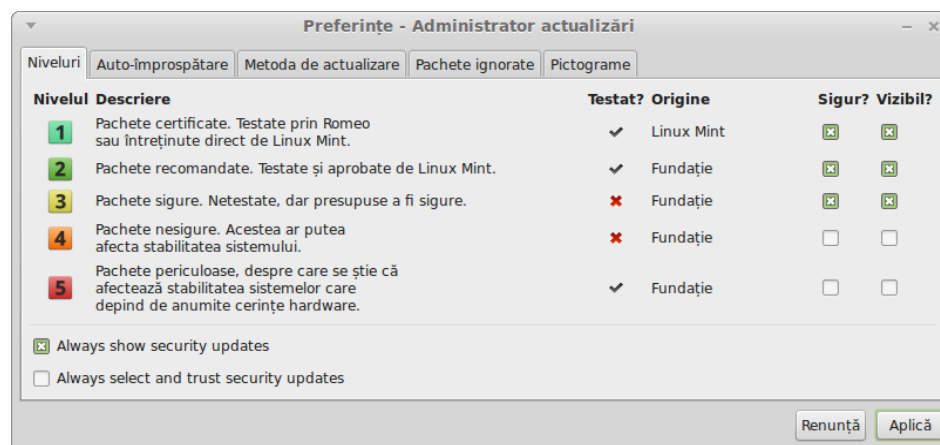 Preferințe - Administrator actualizări
Niveluri Auto-împrospătare Metoda de actualizare Pachete ignorate Pictograme
Nivelul Descriere Testat? Origine Sigur? Vizibil?
1 Pachete certificate. Testate prin Romeo
sau întreținute direct de Linux Mint. Linux Mint
2 Pachete recomandate. Testate și aprobate de Linux Mint. Fundație
3 Pachete sigure. Netestate, dar presupuse a fi sigure. Fundație
4 Pachete nesigure. Acestea ar putea
afecta stabilitatea sistemului. Fundație
5 Pachete periculoase, despre care se știe că
afectează stabilitatea sistemelor care
depind de anumite cerințe hardware. Fundație
Always show security updates
Always select and trust security updates
Renunță Aplică